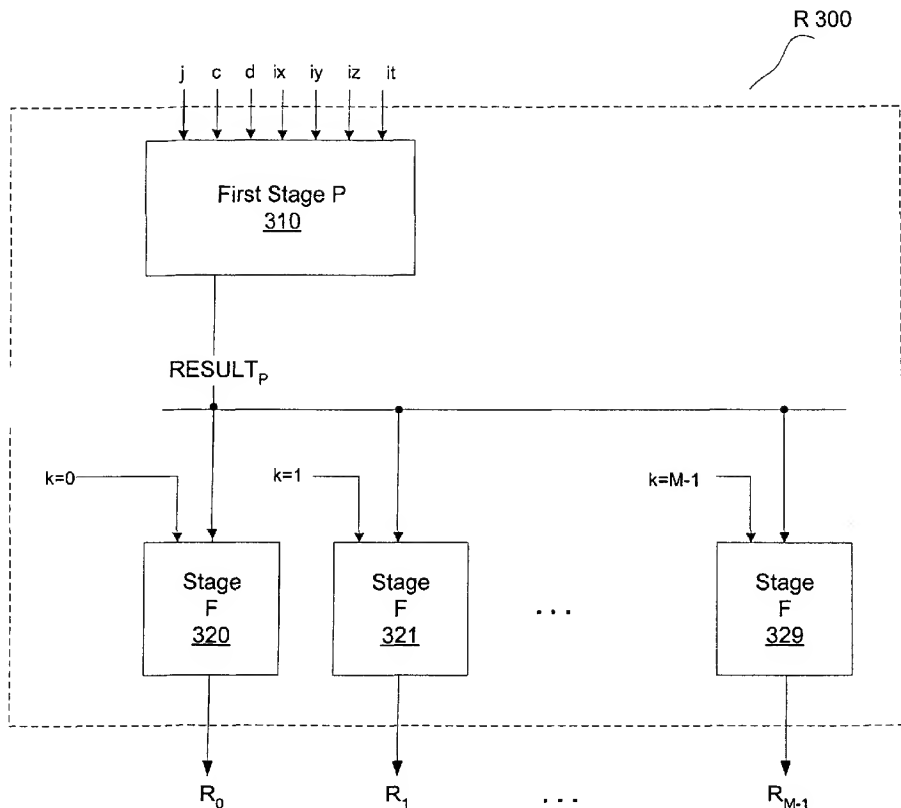 R 300
j c d ix iy iz it
First Stage P
310
RESULTP
k=0 k=1 k=M-1
Stage Stage Stage
F F . . . F
320 321 329
R0 R1 . . . RM-1